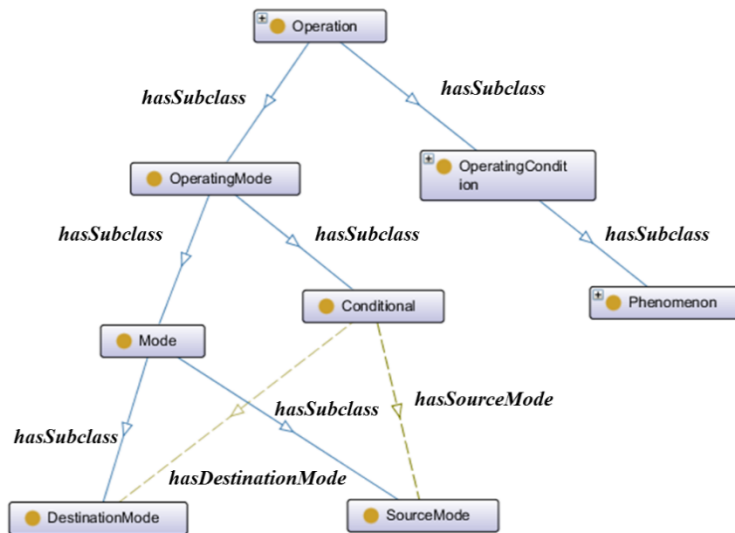 Operation
hasSubclass
hasSubclass
OperatingMode
OperatingCondit
ion
hasSubclass
hasSubclass
hasSubclass
Conditional
Phenomenon
Mode
hasSubclass
hasSourceMode
hasSubclass
hasDestinationMode
DestinationMode
SourceMode